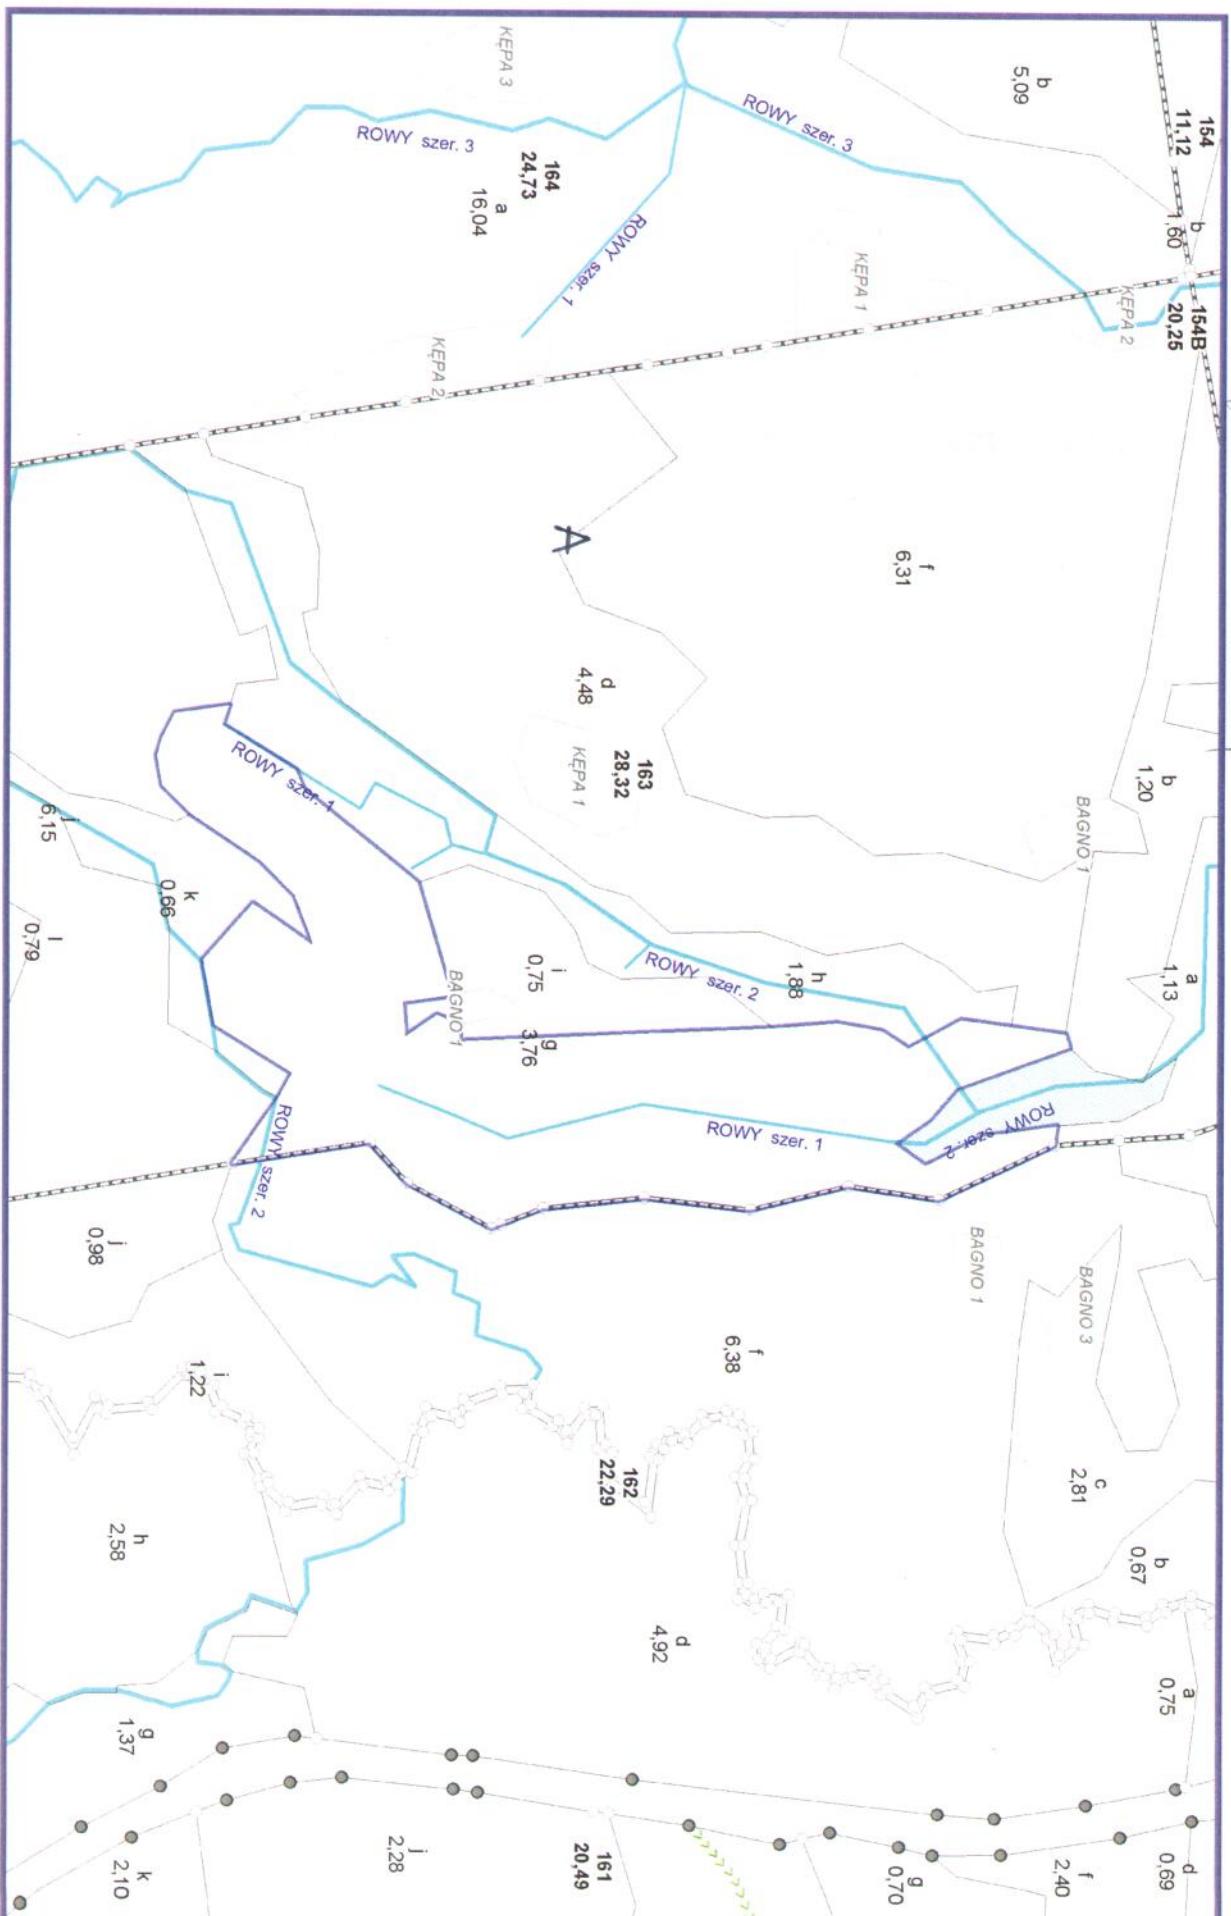 KĘPA 3
b
5,09
154
11,12
b
1,60
154B
20,25
KĘPA 2
ROWY szer. 3
ROWY szer. 3
164
24,73
a
16,04
ROWY szer. 1
KĘPA 1
KĘPA 2
A
f
6,31
d
4,48
163
28,32
KĘPA 1
b
1,20
BAGNO 1
ROWY szer. 1
j
6,15
k
0,66
l
0,79
a
1,13
h
1,88
ROWY szer. 2
i
0,75
BAGNO 1
g
3,76
ROWY szer. 1
ROWY szer. 2
ROWY szer. 2
j
0,98
BAGNO 1
BAGNO 3
f
6,38
i
1,22
162
22,29
c
2,81
b
0,67
h
2,58
d
4,92
a
0,75
g
1,37
j
2,28
k
2,10
161
20,49
g
0,70
f
2,40
d
0,69